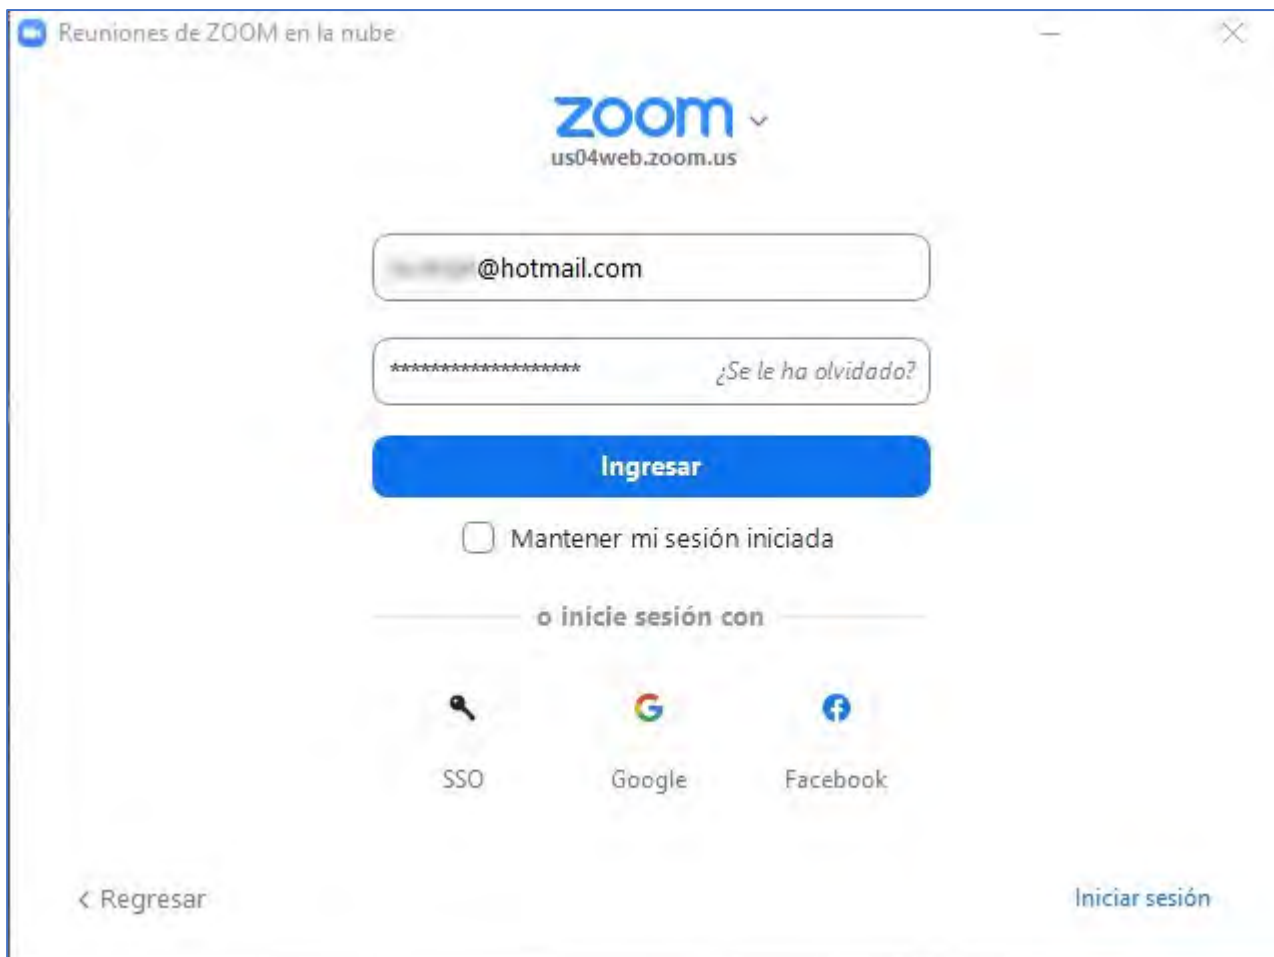 Reuniones de ZOOM en la nube
zoom
us04web.zoom.us
@hotmail.com
******************* ¿Se le ha olvidado?
Ingresar
Mantener mi sesión iniciada
o inicie sesión con
SSO Google Facebook
< Regresar Iniciar sesión